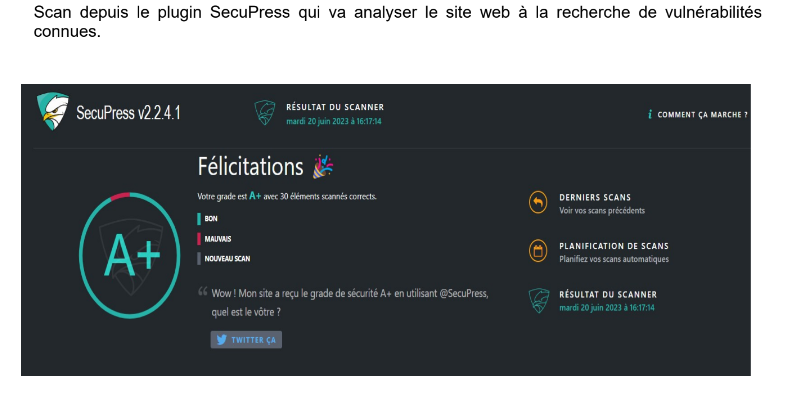 Scan depuis le plugin SecuPress qui va analyser le site web à la recherche de vulnérabilités
connues.
SecuPress v2.2.4.1
RÉSULTAT DU SCANNER
mardi 20 juin 2023 à 16:17:14
i COMMENT ÇA MARCHE ?
Félicitations
Votre grade est A+ avec 30 éléments scannés corrects.
BON
MAUVAIS
NOUVEAU SCAN
A+
“ Wow ! Mon site a reçu le grade de sécurité A+ en utilisant @SecuPress,
quel est le vôtre ?
TWITTER ÇA
DERNIERS SCANS
Voir vos scans précédents
PLANIFICATION DE SCANS
Planifiez vos scans automatiques
RÉSULTAT DU SCANNER
mardi 20 juin 2023 à 16:17:14